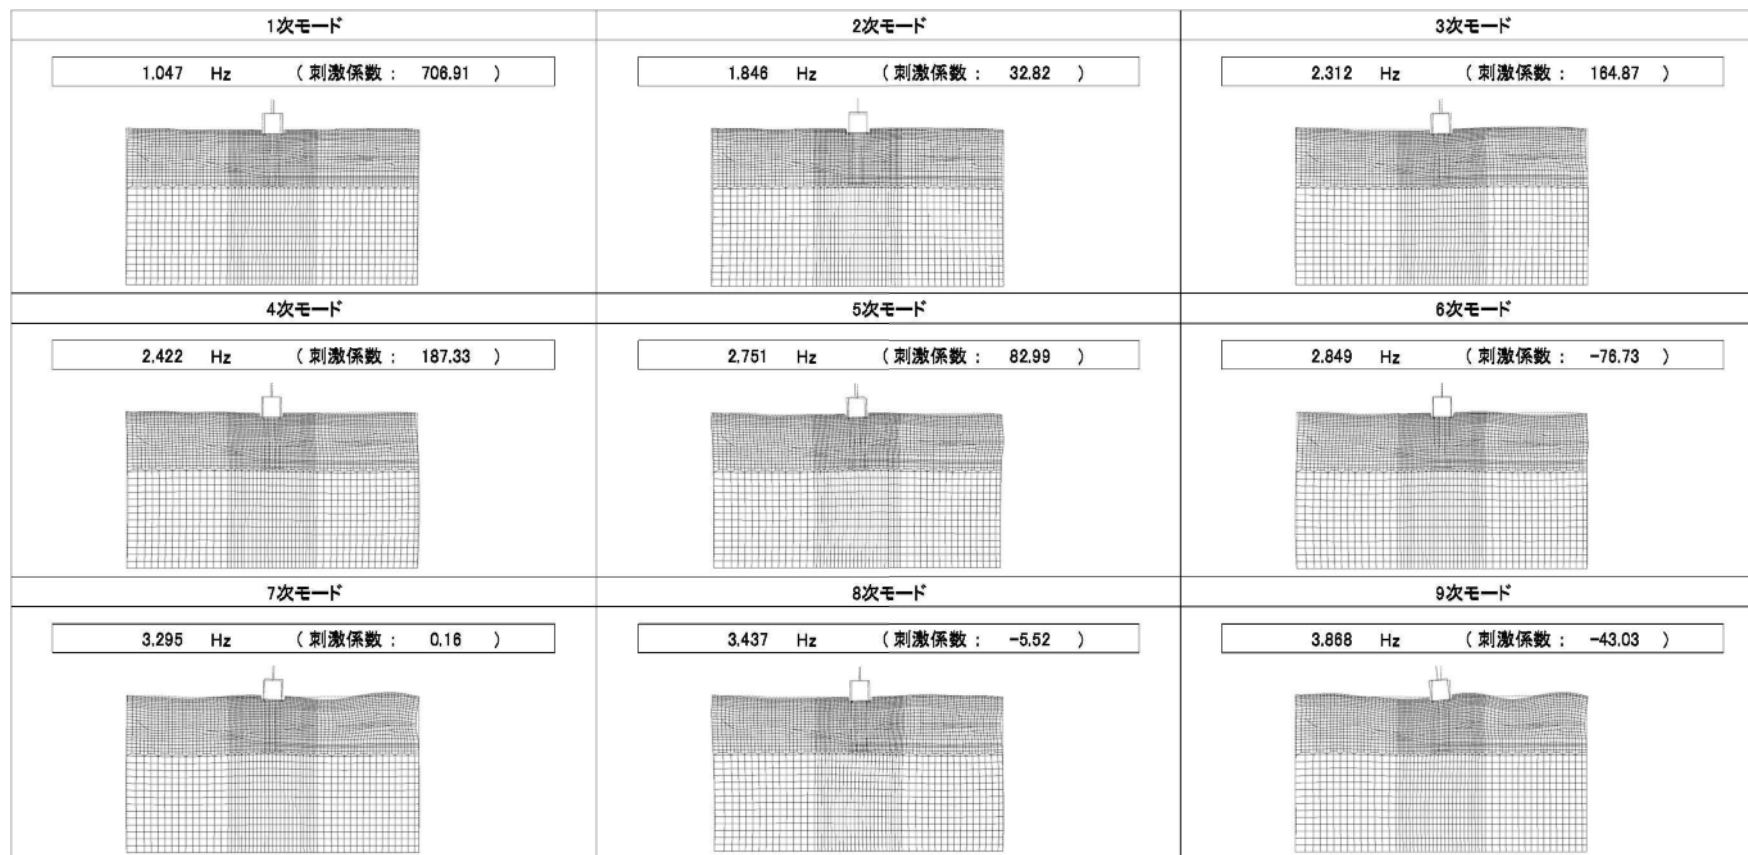 1次モード 2次モード 3次モード
1.047 Hz （ 刺激係数 ： 706.91 ） 1.846 Hz （ 刺激係数 ： 32.82 ） 2.312 Hz （ 刺激係数 ： 164.87 ）
4次モード 5次モード 6次モード
2.422 Hz （ 刺激係数 ： 187.33 ） 2.751 Hz （ 刺激係数 ： 82.99 ） 2.849 Hz （ 刺激係数 ： -76.73 ）
7次モード 8次モード 9次モード
3.295 Hz （ 刺激係数 ： 0.16 ） 3.437 Hz （ 刺激係数 ： -5.52 ） 3.868 Hz （ 刺激係数 ： -43.03 ）